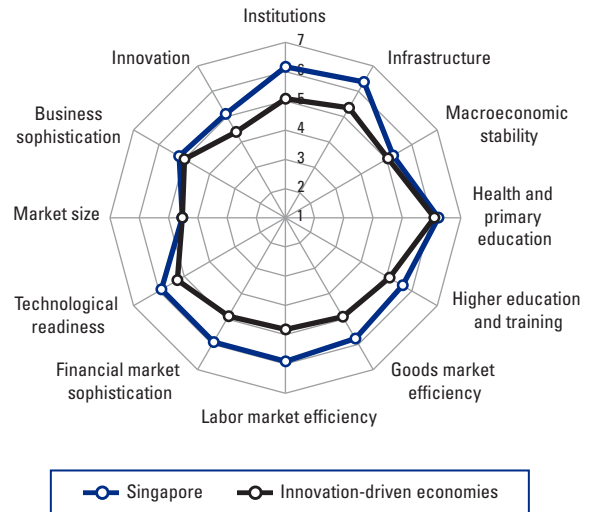 Institutions
7
Innovation
Infrastructure
6
Business
sophistication
Macroeconomic
stability
5
4
3
2
1
Market size
Health and
primary
education
Technological
readiness
Higher education
and training
Financial market
sophistication
Goods market
efficiency
Labor market efficiency
Singapore
Innovation-driven economies